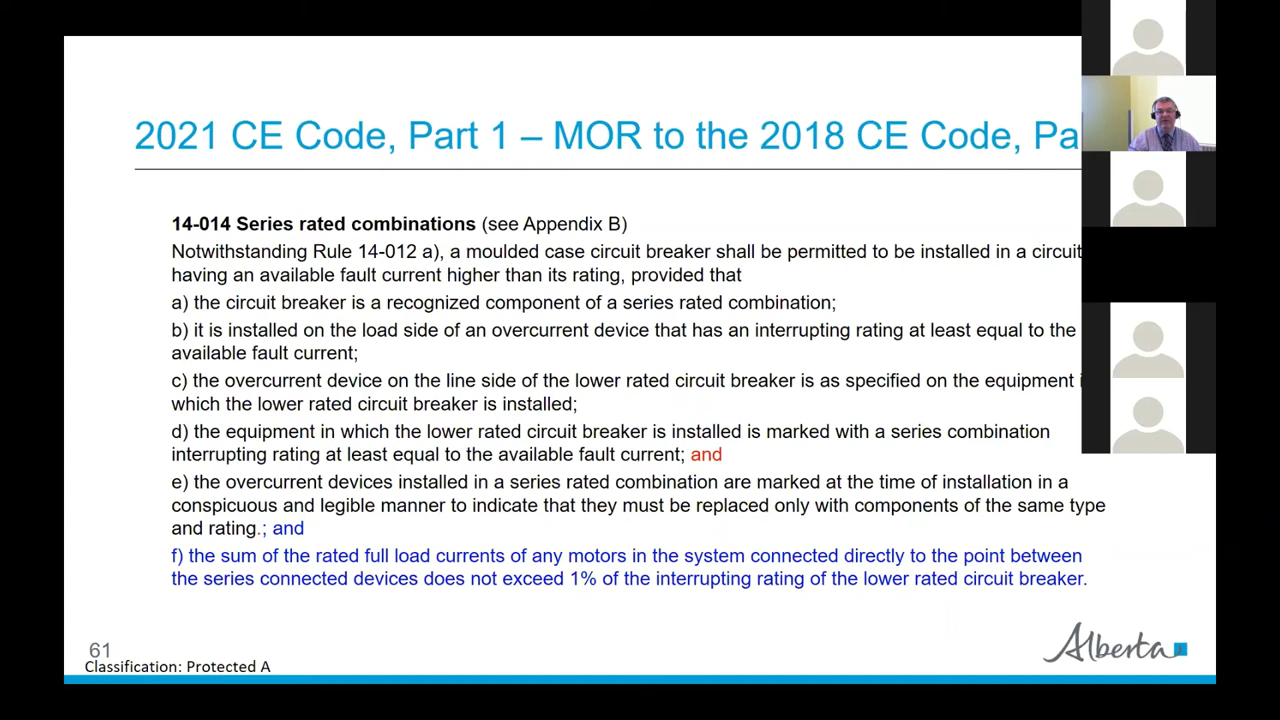 2021 CE Code, Part 1 – MOR to the 2018 CE Code, Pa
14-014 Series rated combinations (see Appendix B)
Notwithstanding Rule 14-012 a), a moulded case circuit breaker shall be permitted to be installed in a circuit
having an available fault current higher than its rating, provided that
a) the circuit breaker is a recognized component of a series rated combination;
b) it is installed on the load side of an overcurrent device that has an interrupting rating at least equal to the
available fault current;
c) the overcurrent device on the line side of the lower rated circuit breaker is as specified on the equipment
which the lower rated circuit breaker is installed;
d) the equipment in which the lower rated circuit breaker is installed is marked with a series combination
interrupting rating at least equal to the available fault current; and
e) the overcurrent devices installed in a series rated combination are marked at the time of installation in a
conspicuous and legible manner to indicate that they must be replaced only with components of the same type
and rating.; and
f) the sum of the rated full load currents of any motors in the system connected directly to the point between
the series connected devices does not exceed 1% of the interrupting rating of the lower rated circuit breaker.
61
Classification: Protected A
Alberta